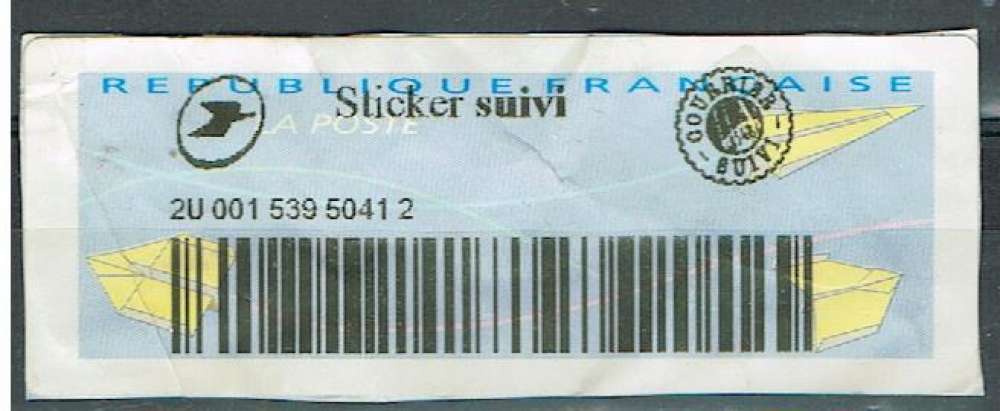 REPUBLIQUE FRANÇAISE
Sticker suivi
LA POSTE
COURRIER SUIVI
2U 001 539 5041 2